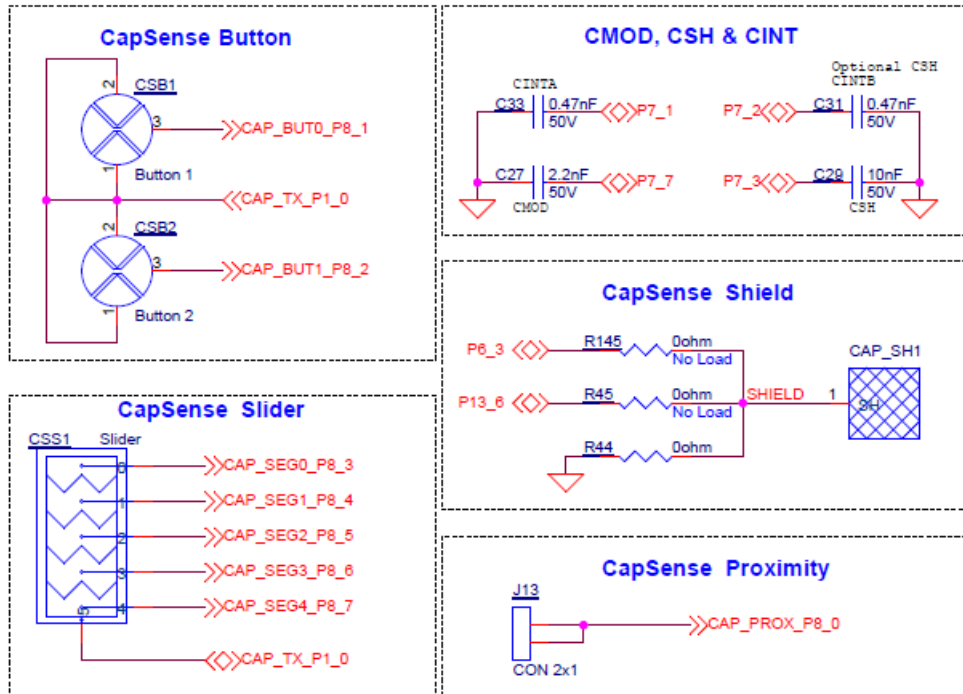 CapSense Button
2
CSB1
3
CAP_BUT0_P8_1
1
Button 1
CAP_TX_P1_0
2
CSB2
3
CAP_BUT1_P8_2
1
Button 2
CapSense Slider
CSS1
Slider
0
CAP_SEG0_P8_3
1
CAP_SEG1_P8_4
2
CAP_SEG2_P8_5
3
CAP_SEG3_P8_6
4
CAP_SEG4_P8_7
5
CAP_TX_P1_0
CMOD, CSH & CINT
CINTA
C33
0.47nF
50V
P7_1
C27
2.2nF
50V
P7_7
CMOD
Optional CSH
CINTB
P7_2
C31
0.47nF
50V
P7_3
C29
10nF
50V
CSH
CapSense Shield
P6_3
R145
0ohm
No Load
P13_6
R45
0ohm
No Load
R44
0ohm
SHIELD
1
CAP_SH1
SH
CapSense Proximity
J13
CAP_PROX_P8_0
CON 2x1